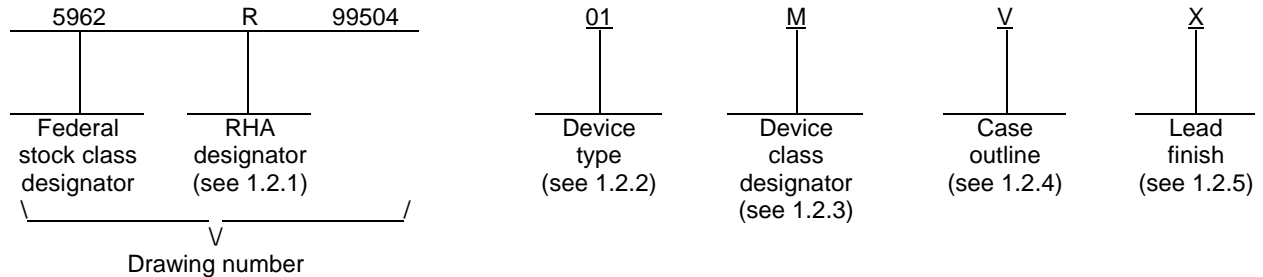 5962 R 99504 01 M V X
Federal stock class designator
RHA designator (see 1.2.1)
Device type (see 1.2.2)
Device class designator (see 1.2.3)
Case outline (see 1.2.4)
Lead finish (see 1.2.5)
\ /
\/
Drawing number